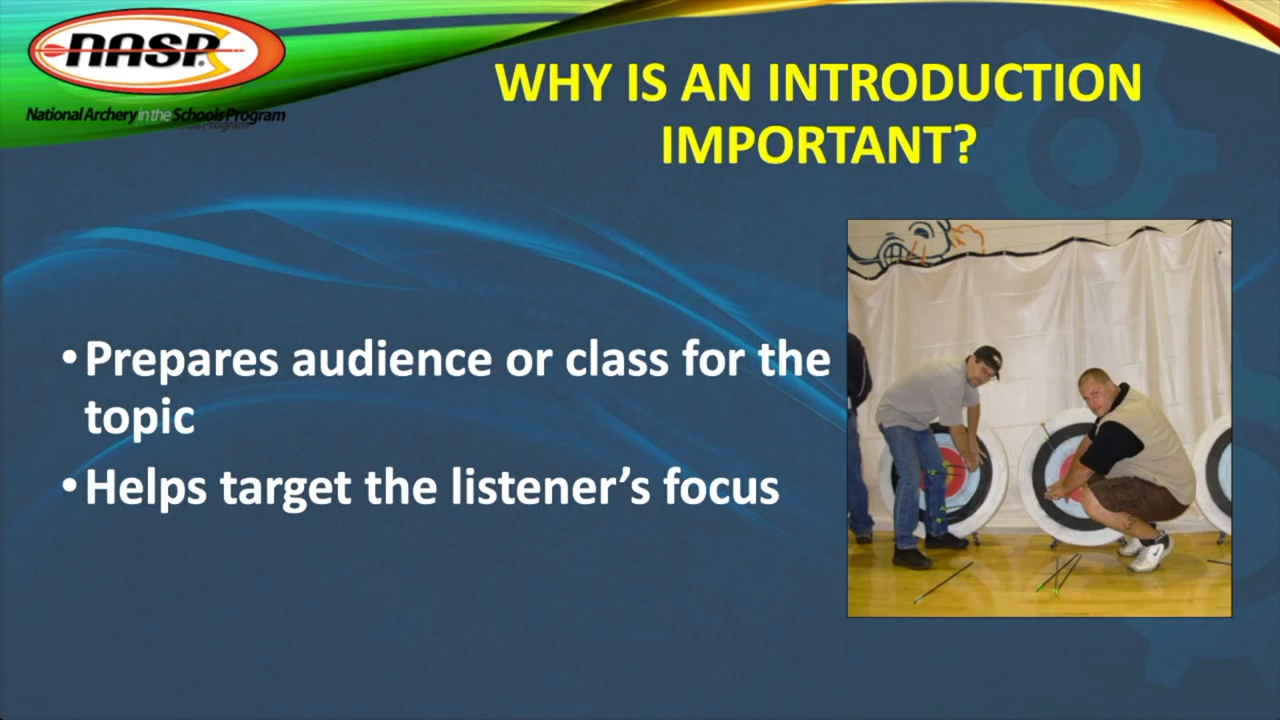 NASP
National Archery in the Schools Program
WHY IS AN INTRODUCTION
IMPORTANT?
• Prepares audience or class for the
topic
• Helps target the listener’s focus